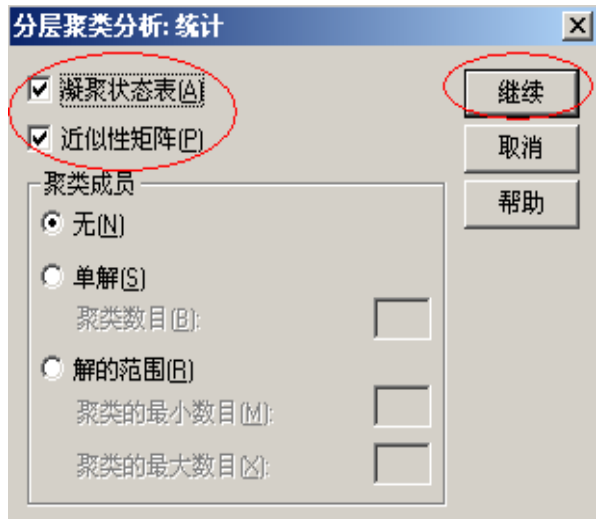 分层聚类分析: 统计
凝聚状态表(A)
近似性矩阵(P)
继续
取消
帮助
聚类成员
无(N)
单解(S)
聚类数目(B):
解的范围(R)
聚类的最小数目(M):
聚类的最大数目(X):